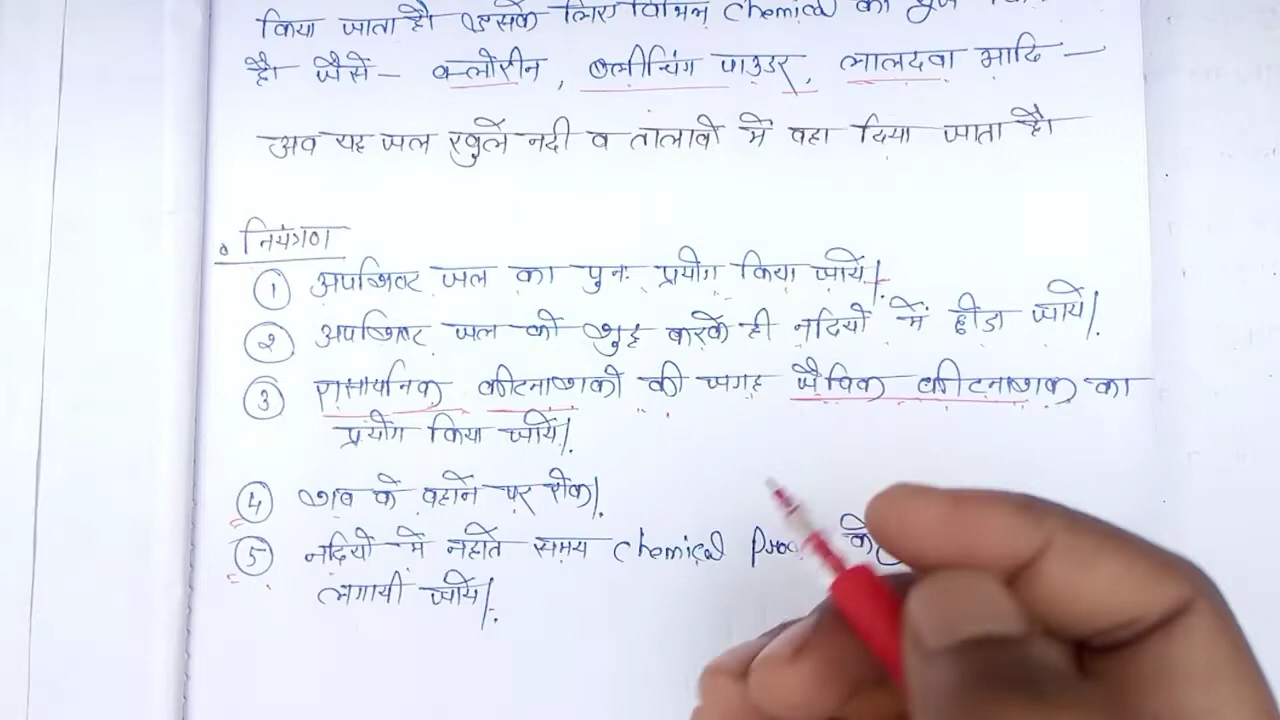 किया जाता है। इसके लिए विभिन्न Chemical का
है। जैसे - क्लोरीन, ब्लीचिंग पाउडर, लालदवा आदि -
अब यह जल खुले नदी व तालाबो में बहा दिया जाता है।
नियंत्रण
① अपशिष्ट जल का पुनः प्रयोग किया जाये।
② अपशिष्ट जल को शुद्ध करके ही नदियों में छोडा जाये।
③ रासायनिक कीटनाशको की जगह जैविक कीटनाशक का
प्रयोग किया जाये।
④ शव के बहाने पर रोक।
⑤ नदियों में नहाते समय Chemical के
लगायी जाये।